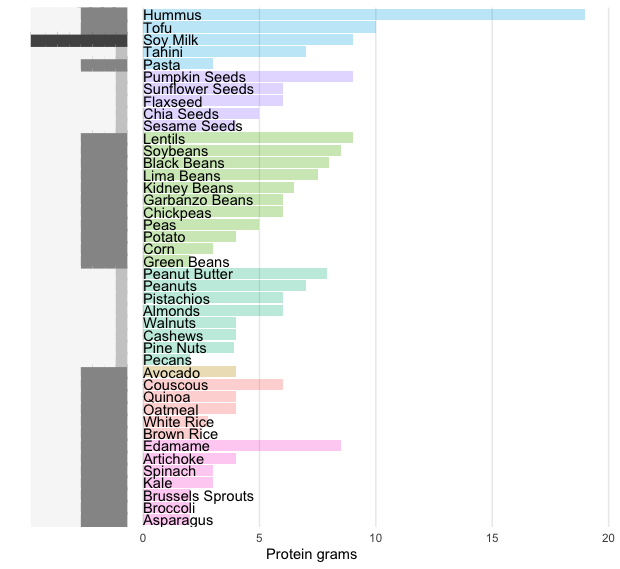 Hummus
Tofu
Soy Milk
Tahini
Pasta
Pumpkin Seeds
Sunflower Seeds
Flaxseed
Chia Seeds
Sesame Seeds
Lentils
Soybeans
Black Beans
Lima Beans
Kidney Beans
Garbanzo Beans
Chickpeas
Peas
Potato
Corn
Green Beans
Peanut Butter
Peanuts
Pistachios
Almonds
Walnuts
Cashews
Pine Nuts
Pecans
Avocado
Couscous
Quinoa
Oatmeal
White Rice
Brown Rice
Edamame
Artichoke
Spinach
Kale
Brussels Sprouts
Broccoli
Asparagus
0 5 10 15 20
Protein grams